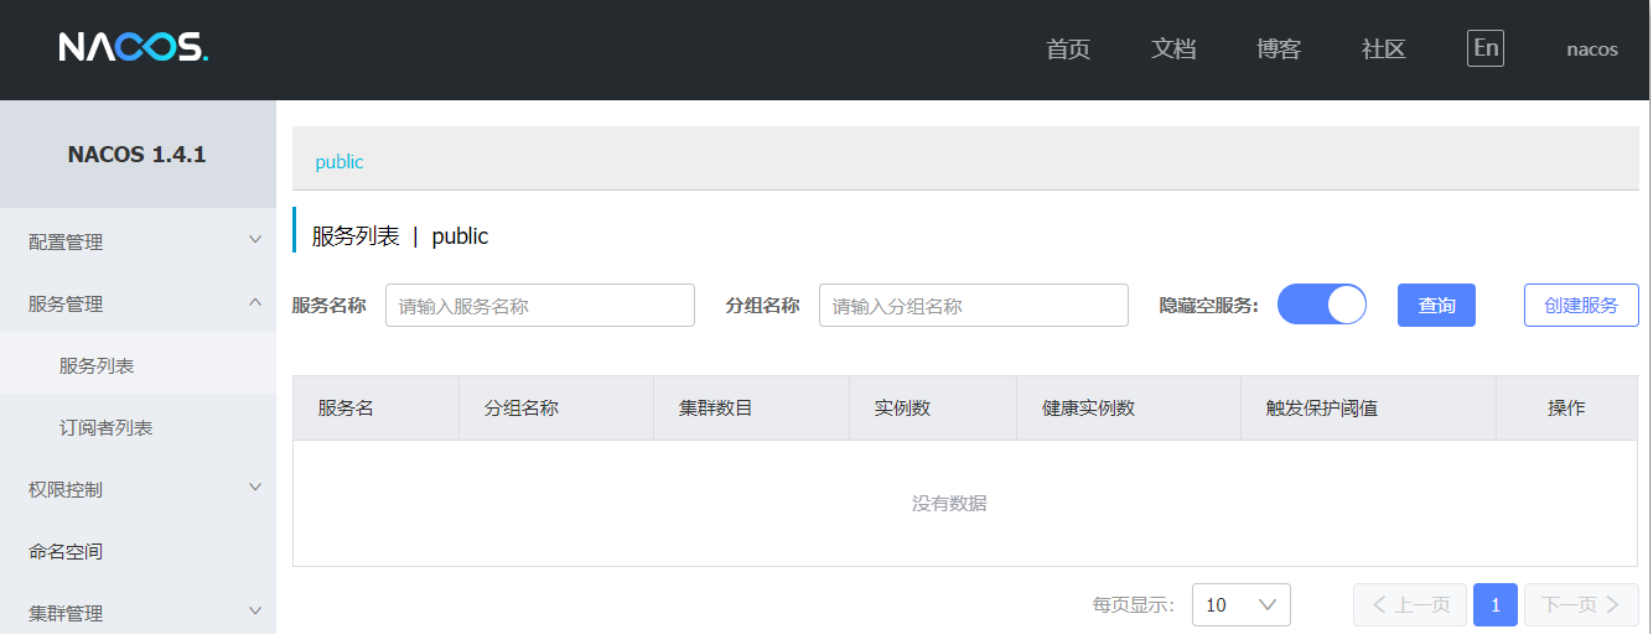 NACOS.
首页 文档 博客 社区 En nacos
NACOS 1.4.1
配置管理
服务管理
服务列表
订阅者列表
权限控制
命名空间
集群管理
public
服务列表 | public
服务名称 请输入服务名称 分组名称 请输入分组名称 隐藏空服务: 查询 创建服务
服务名 分组名称 集群数目 实例数 健康实例数 触发保护阈值 操作
没有数据
每页显示: 10 上一页 1 下一页